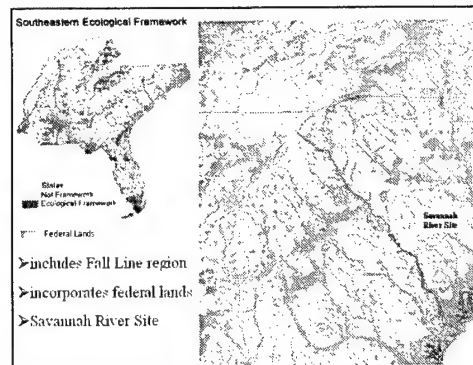 Southeastern Ecological Framework
States
Not Framework
Ecological Framework
Federal Lands
➢includes Fall Line region
➢incorporates federal lands
➢Savannah River Site
Savannah
River Site